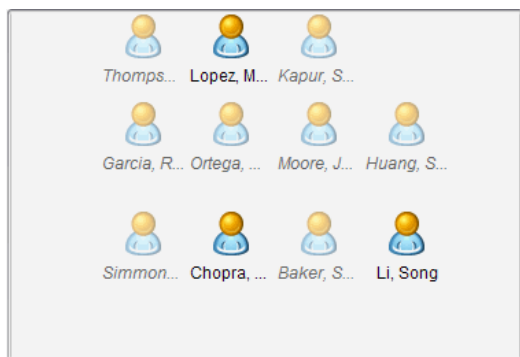 Thomps... Lopez, M... Kapur, S...
Garcia, R... Ortega, ... Moore, J... Huang, S...
Simmon... Chopra, ... Baker, S... Li, Song